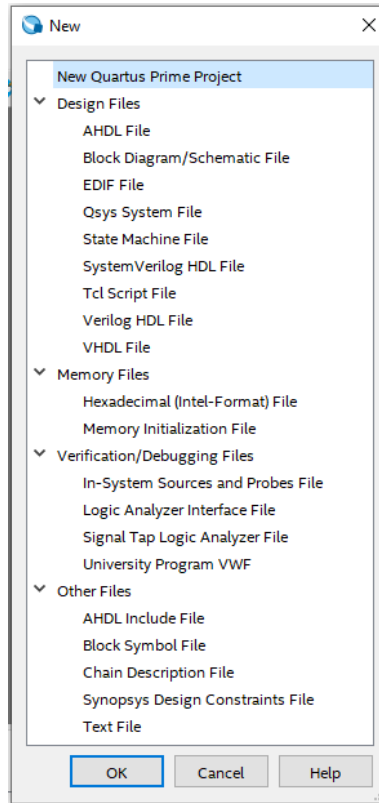 New
New Quartus Prime Project
Design Files
AHDL File
Block Diagram/Schematic File
EDIF File
Qsys System File
State Machine File
SystemVerilog HDL File
Tcl Script File
Verilog HDL File
VHDL File
Memory Files
Hexadecimal (Intel-Format) File
Memory Initialization File
Verification/Debugging Files
In-System Sources and Probes File
Logic Analyzer Interface File
Signal Tap Logic Analyzer File
University Program VWF
Other Files
AHDL Include File
Block Symbol File
Chain Description File
Synopsys Design Constraints File
Text File
OK Cancel Help